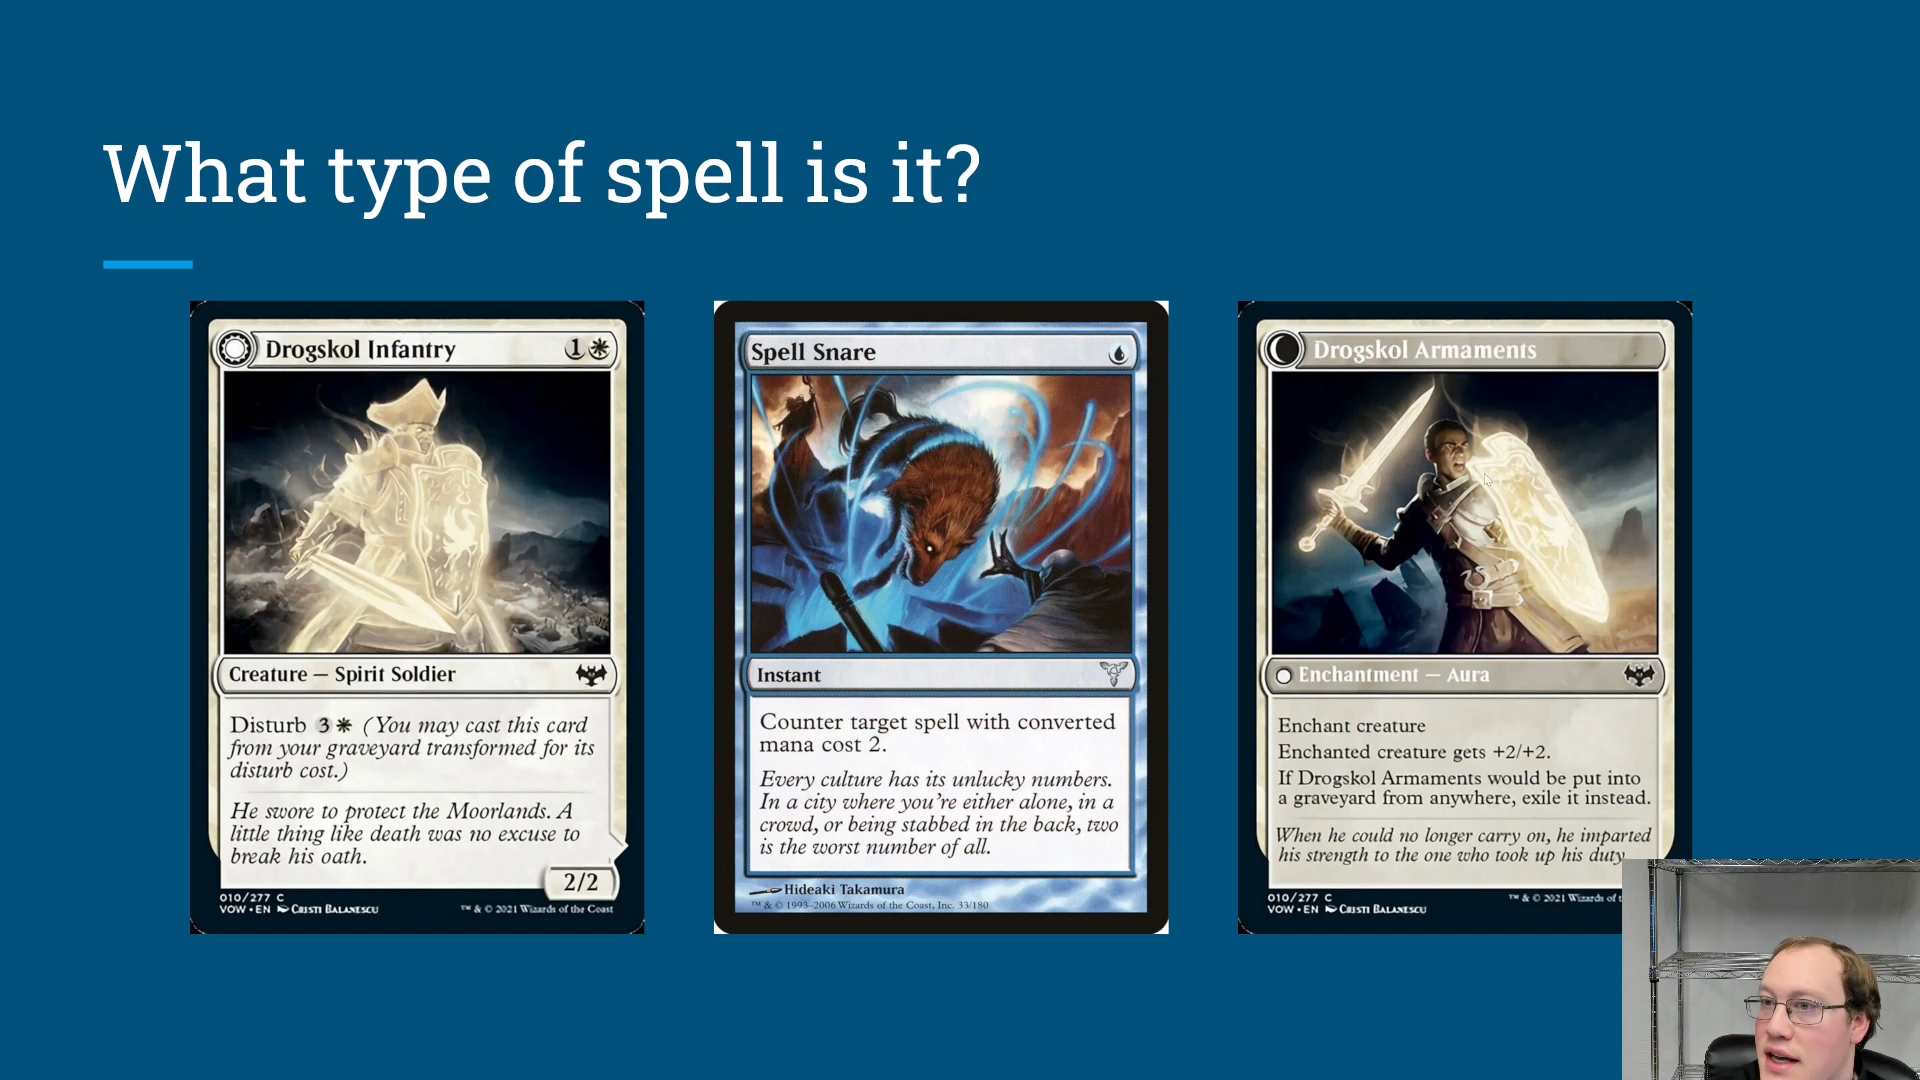 What type of spell is it?
Drogskol Infantry 1
Creature — Spirit Soldier
Disturb 3 (You may cast this card
from your graveyard transformed for its
disturb cost.)
He swore to protect the Moorlands. A
little thing like death was no excuse to
break his oath.
2/2
010/277 C
VOW • EN Cristi Balanescu ™ & © 2021 Wizards of the Coast
Spell Snare
Instant
Counter target spell with converted
mana cost 2.
Every culture has its unlucky numbers.
In a city where you're either alone, in a
crowd, or being stabbed in the back, two
is the worst number of all.
Hideaki Takamura
™ & © 1993–2006 Wizards of the Coast, Inc. 33/180
Drogskol Armaments
Enchantment — Aura
Enchant creature
Enchanted creature gets +2/+2.
If Drogskol Armaments would be put into
a graveyard from anywhere, exile it instead.
When he could no longer carry on, he imparted
his strength to the one who took up his duty
010/277 C
VOW • EN Cristi Balanescu ™ & © 2021 Wizards of